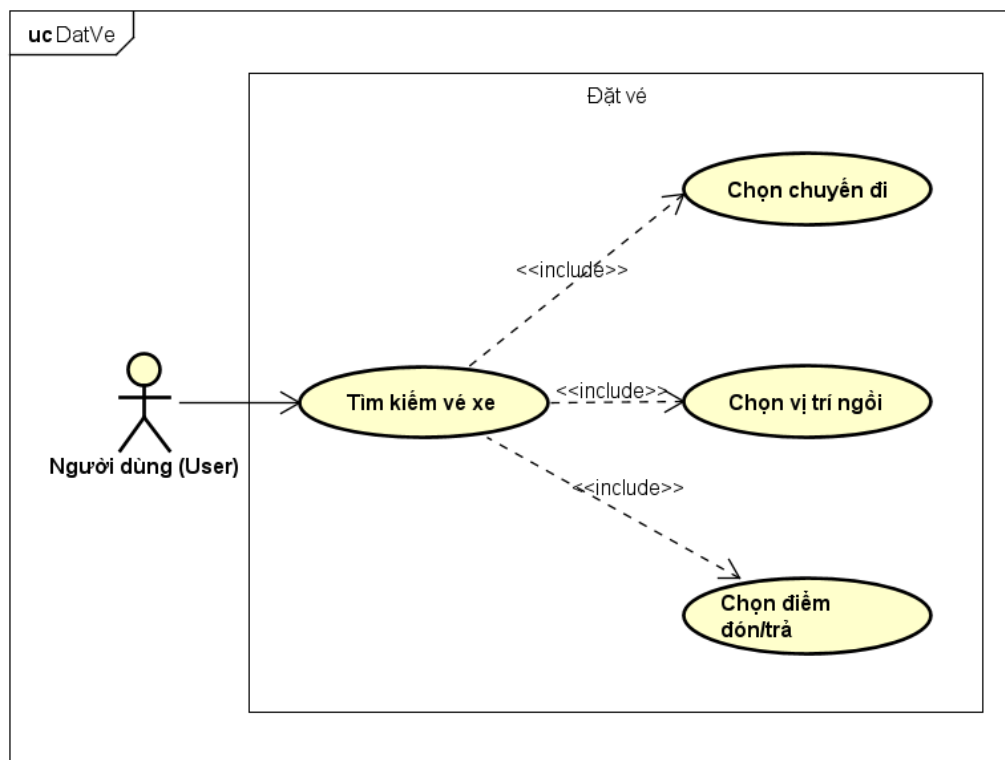 uc DatVe
Đặt vé
Chọn chuyến đi
<<include>>
Tìm kiếm vé xe
<<include>>
Chọn vị trí ngồi
Người dùng (User)
<<include>>
Chọn điểm
đón/trả